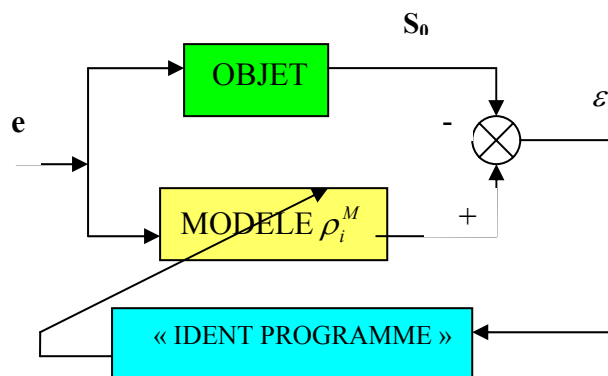 S₀
OBJET
ε
-
e
MODELE ρᵢᴹ
+
« IDENT PROGRAMME »